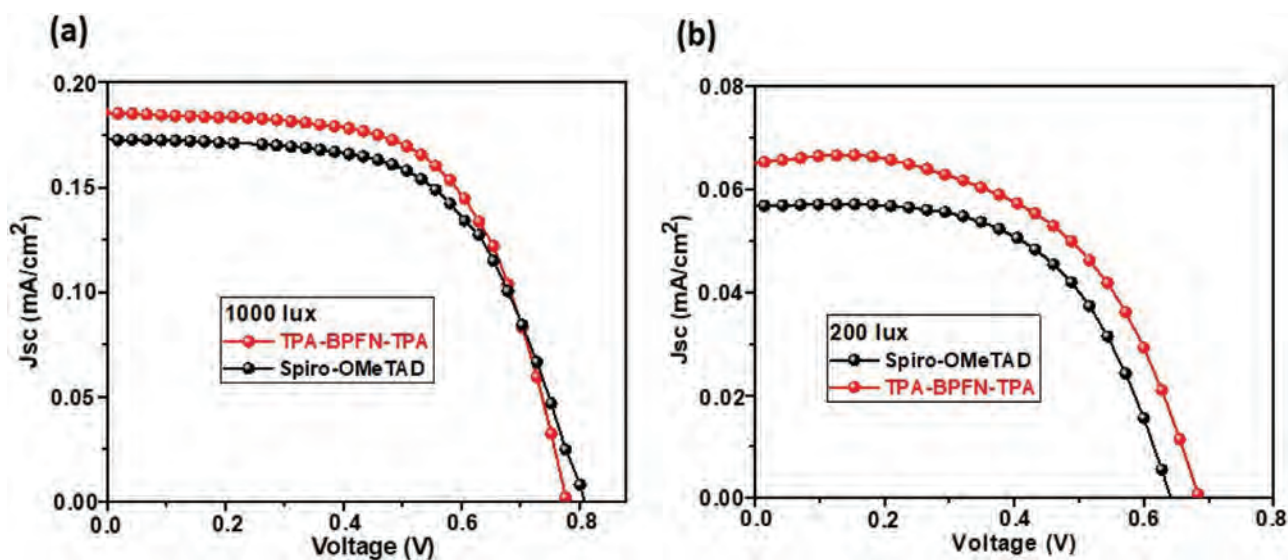 (a)
0.20
0.15
0.10
0.05
0.00
Jsc (mA/cm2)
1000 lux
TPA-BPFN-TPA
Spiro-OMeTAD
0.0
0.2
0.4
0.6
0.8
Voltage (V)
(b)
0.08
0.06
0.04
0.02
0.00
Jsc (mA/cm2)
200 lux
Spiro-OMeTAD
TPA-BPFN-TPA
0.0
0.2
0.4
0.6
0.8
Voltage (V)